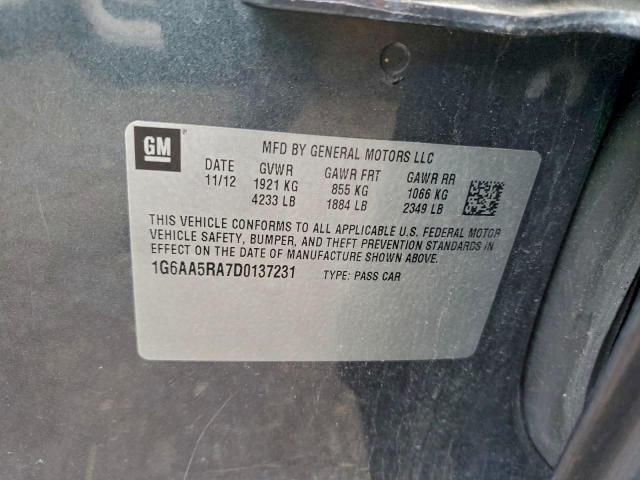 GM
MFD BY GENERAL MOTORS LLC
DATE GVWR GAWR FRT GAWR RR
11/12 1921 KG 855 KG 1066 KG
4233 LB 1884 LB 2349 LB
THIS VEHICLE CONFORMS TO ALL APPLICABLE U.S. FEDERAL MOTOR
VEHICLE SAFETY, BUMPER, AND THEFT PREVENTION STANDARDS IN
EFFECT ON THE DATE OF MANUFACTURE SHOWN ABOVE.
1G6AA5RA7D0137231 TYPE: PASS CAR